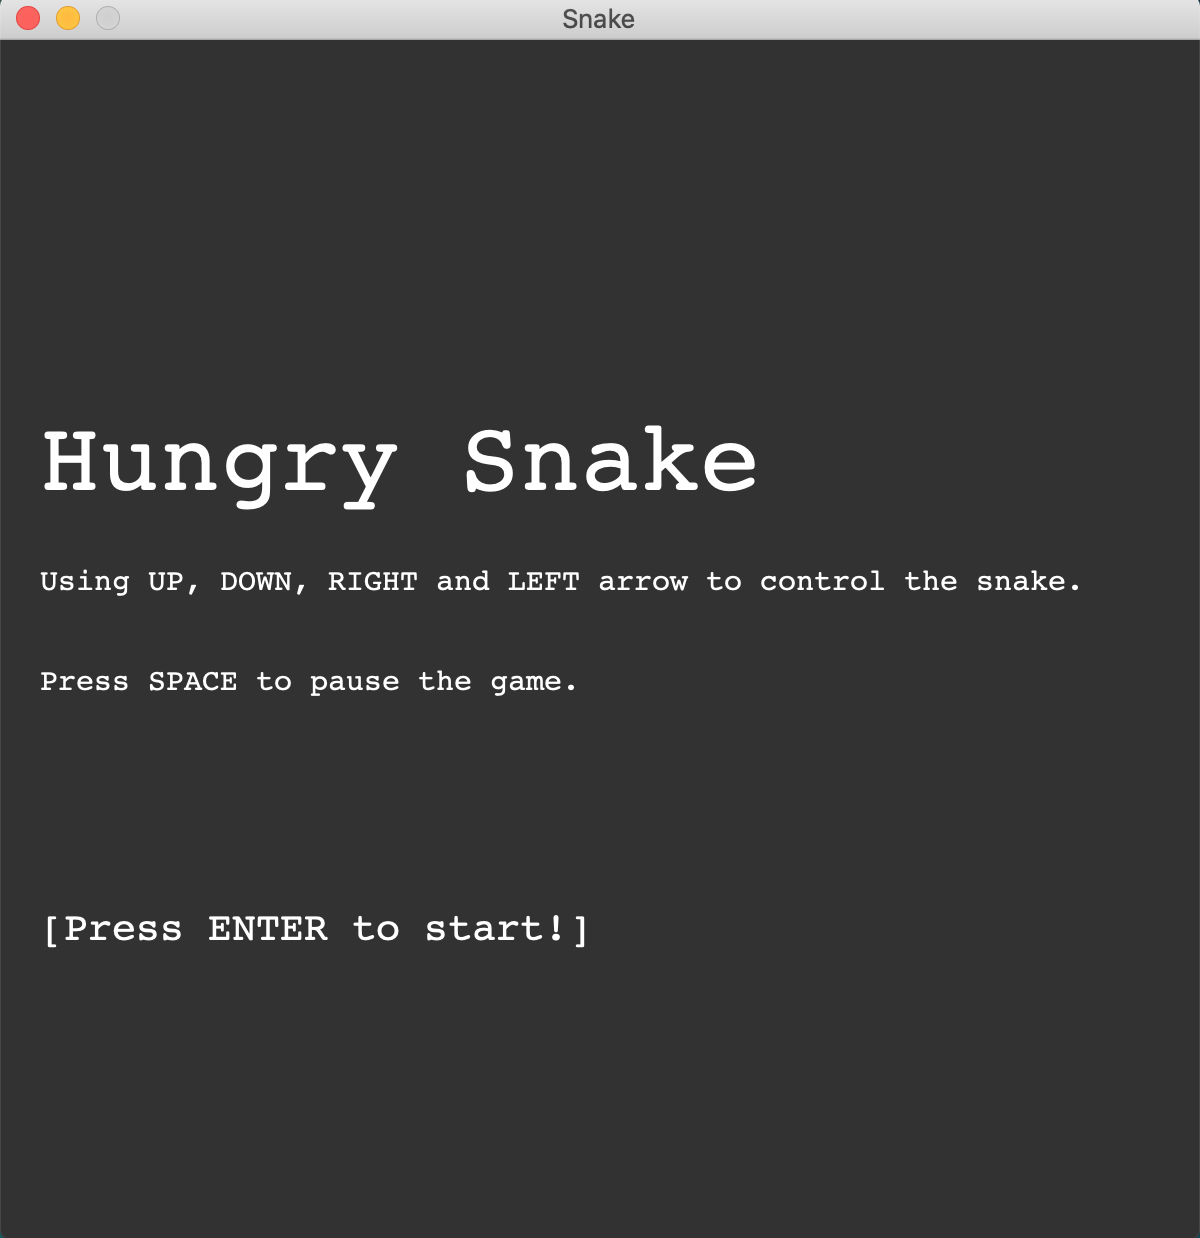 Snake
Hungry Snake
Using UP, DOWN, RIGHT and LEFT arrow to control the snake.
Press SPACE to pause the game.
[Press ENTER to start!]